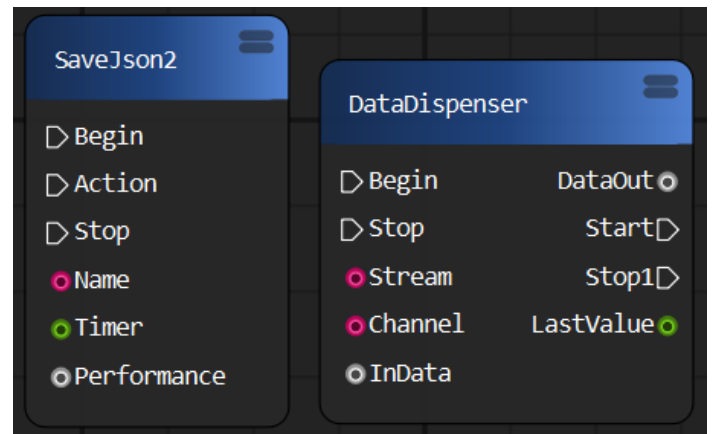 SaveJson2
Begin
Action
Stop
Name
Timer
Performance
DataDispenser
Begin DataOut
Stop Start
Stream Stop1
Channel LastValue
InData